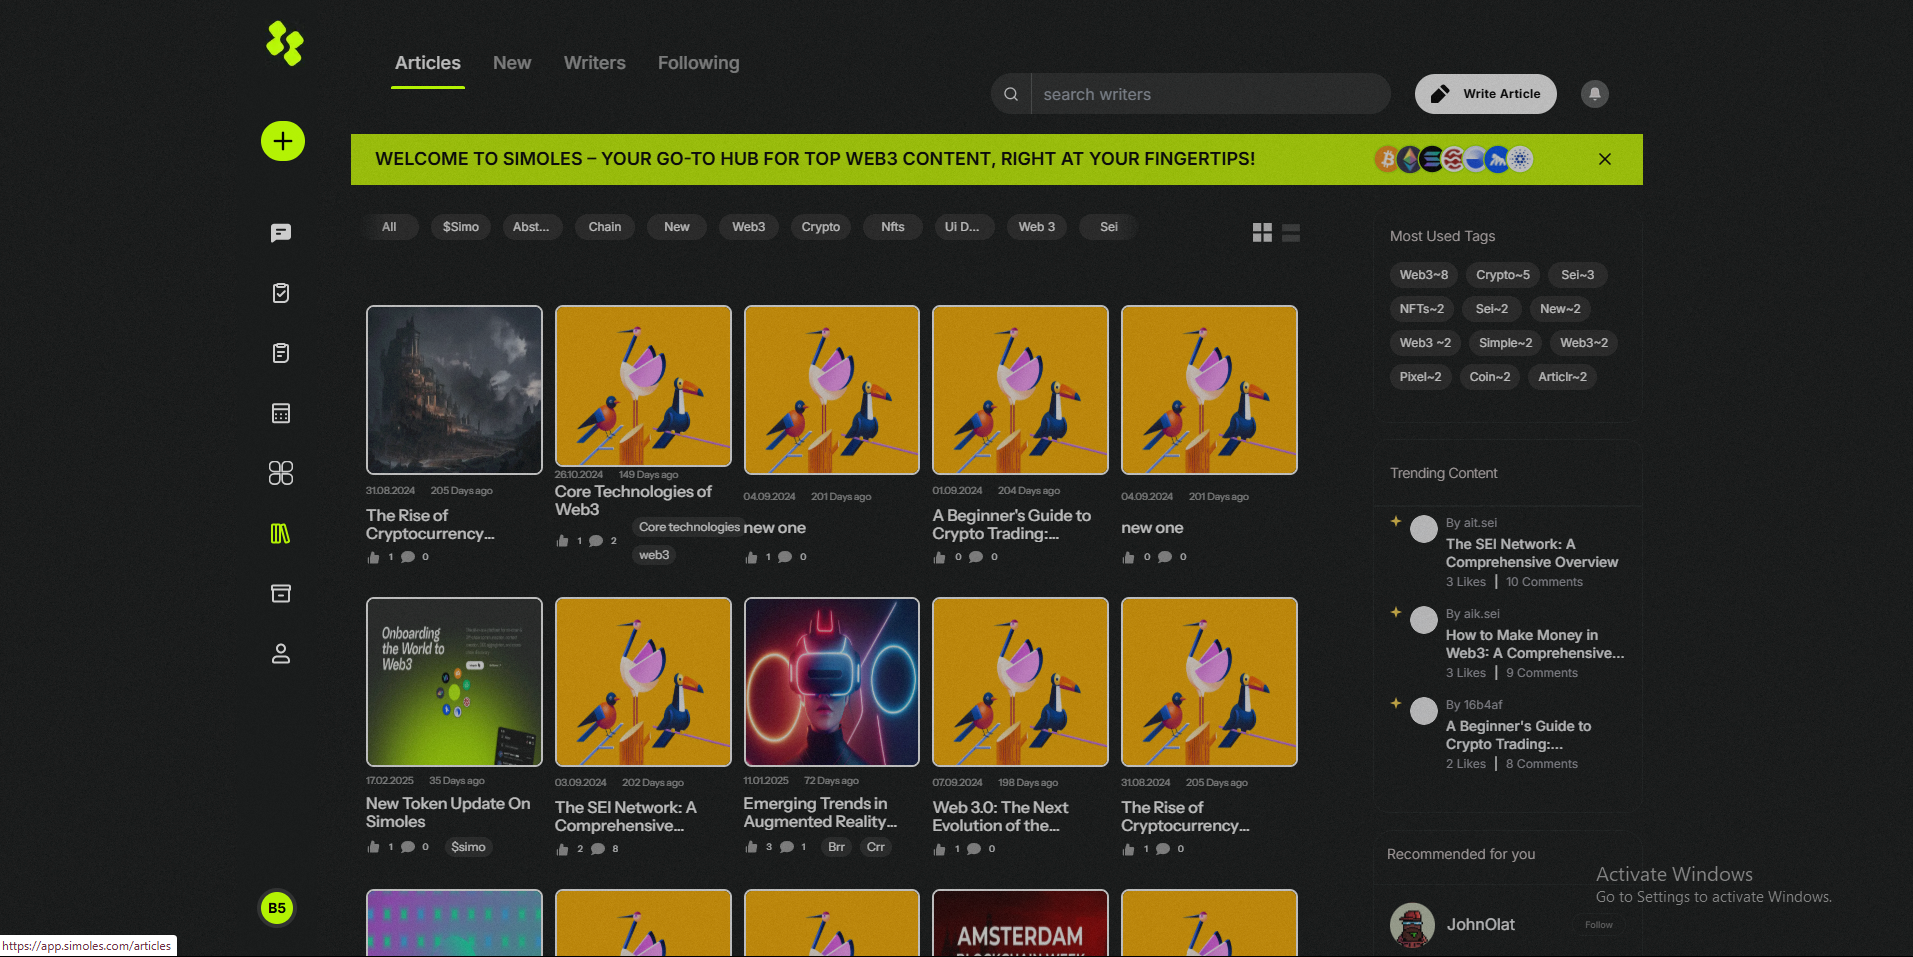 Articles New Writers Following
search writers
Write Article
WELCOME TO SIMOLES – YOUR GO-TO HUB FOR TOP WEB3 CONTENT, RIGHT AT YOUR FINGERTIPS!
All $Simo Abst... Chain New Web3 Crypto Nfts Ui D... Web 3 Sei
31.08.2024 205 Days ago
The Rise of
Cryptocurrency...
1 0
26.10.2024 149 Days ago
Core Technologies of
Web3
1 2
Core technologies
web3
04.09.2024 201 Days ago
new one
1 0
01.09.2024 204 Days ago
A Beginner's Guide to
Crypto Trading:...
0 0
04.09.2024 201 Days ago
new one
0 0
Onboarding
the World to
Web3
17.02.2025 35 Days ago
New Token Update On
Simoles
1 0 $simo
03.09.2024 202 Days ago
The SEI Network: A
Comprehensive...
2 8
11.01.2025 72 Days ago
Emerging Trends in
Augmented Reality...
3 1 Brr Crr
07.09.2024 198 Days ago
Web 3.0: The Next
Evolution of the...
1 0
31.08.2024 205 Days ago
The Rise of
Cryptocurrency...
1 0
AMSTERDAM
BLOCKCHAIN WEEK
Most Used Tags
Web3~8 Crypto~5 Sei~3
NFTs~2 Sei~2 New~2
Web3 ~2 Simple~2 Web3~2
Pixel~2 Coin~2 Articlr~2
Trending Content
By ait.sei
The SEI Network: A
Comprehensive Overview
3 Likes | 10 Comments
By aik.sei
How to Make Money in
Web3: A Comprehensive...
3 Likes | 9 Comments
By 16b4af
A Beginner's Guide to
Crypto Trading:...
2 Likes | 8 Comments
Recommended for you
JohnOlat
Follow
Activate Windows
Go to Settings to activate Windows.
B5
https://app.simoles.com/articles